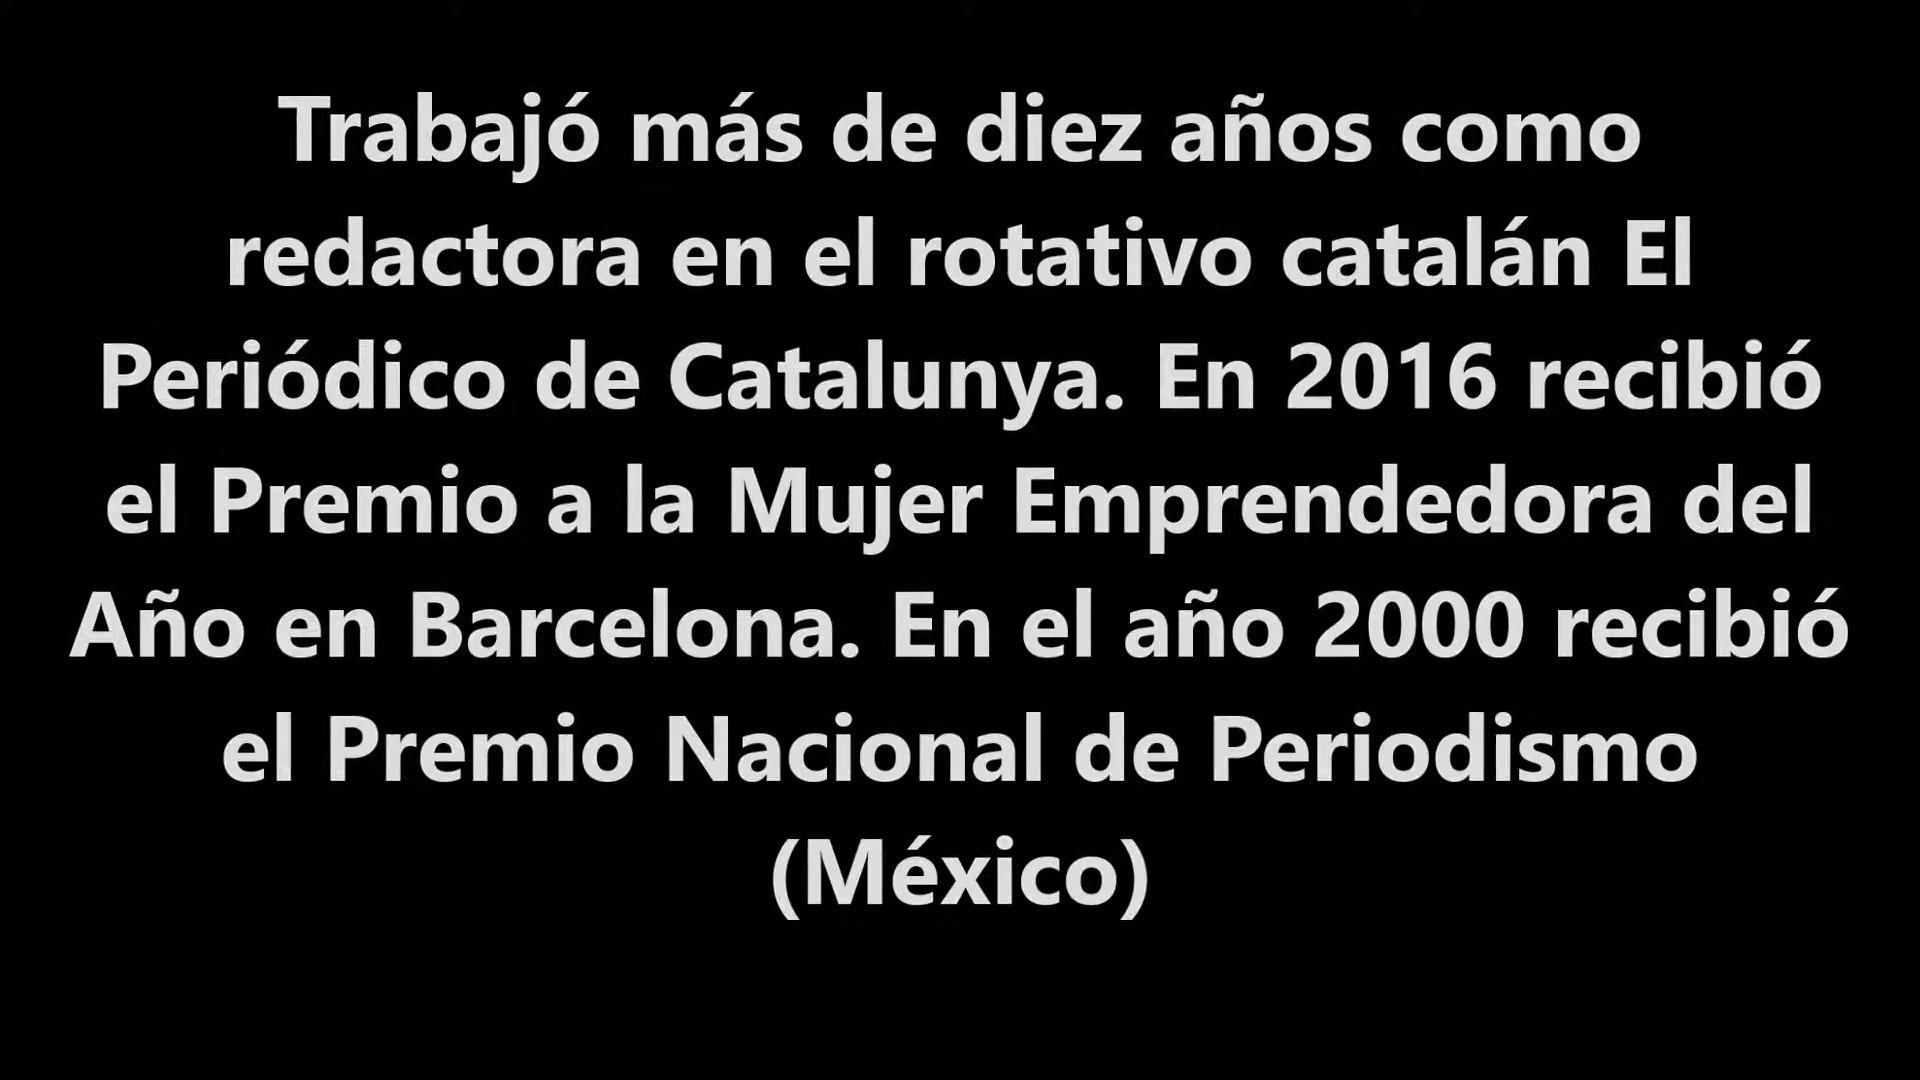 Trabajó más de diez años como
redactora en el rotativo catalán El
Periódico de Catalunya. En 2016 recibió
el Premio a la Mujer Emprendedora del
Año en Barcelona. En el año 2000 recibió
el Premio Nacional de Periodismo
(México)